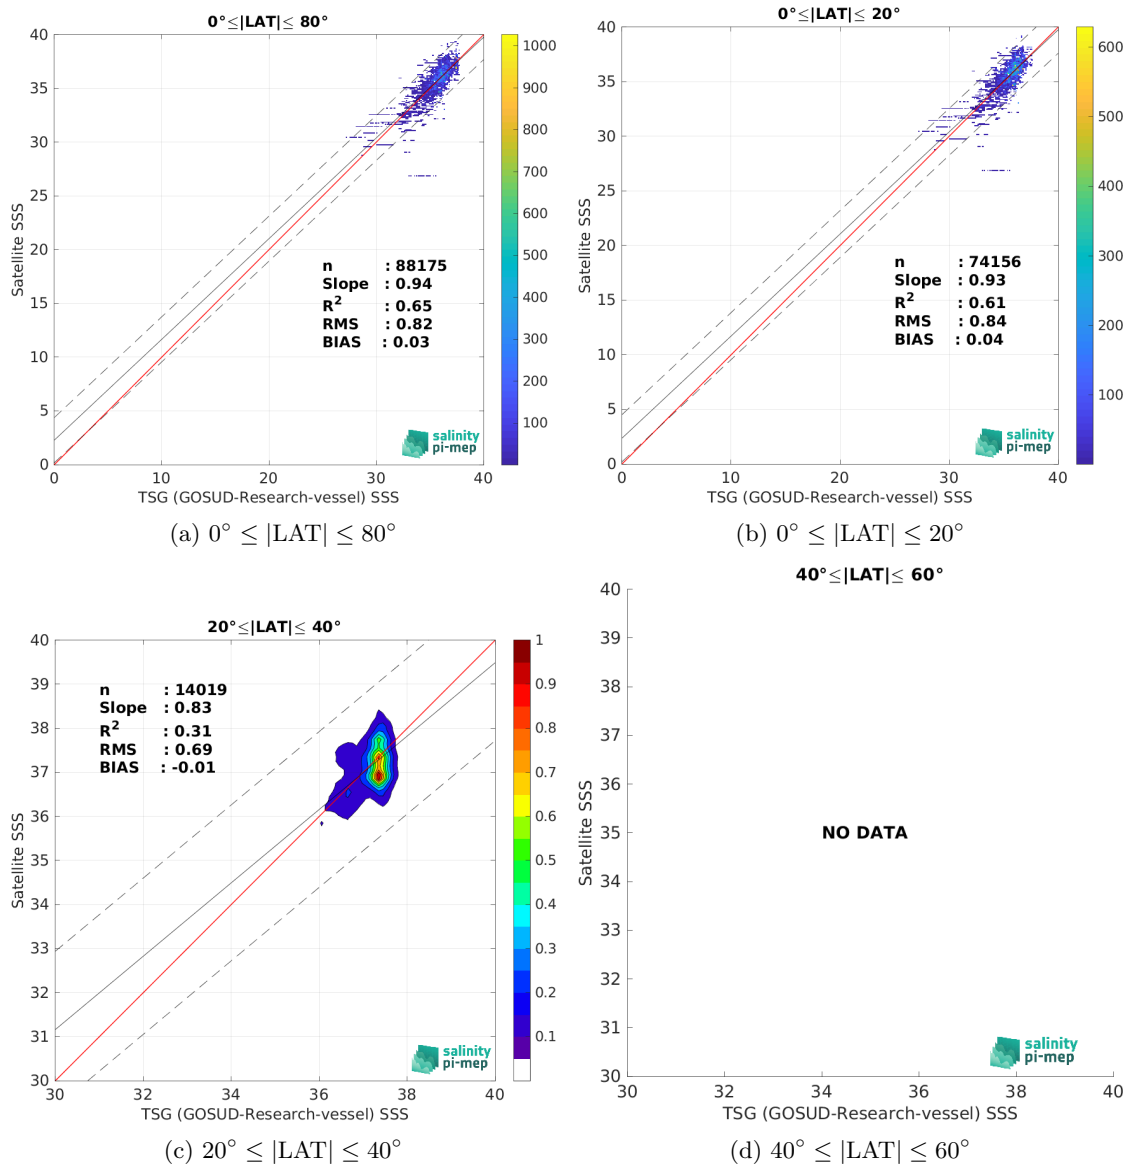 0°≤|LAT|≤ 80°
40
35
30
25
20
15
10
5
0
Satellite SSS
n : 88175
Slope : 0.94
R² : 0.65
RMS : 0.82
BIAS : 0.03
salinity
pi-mep
0 10 20 30 40
TSG (GOSUD-Research-vessel) SSS
1000
900
800
700
600
500
400
300
200
100
(a) 0° ≤ |LAT| ≤ 80°
0°≤|LAT|≤ 20°
40
35
30
25
20
15
10
5
0
Satellite SSS
n : 74156
Slope : 0.93
R² : 0.61
RMS : 0.84
BIAS : 0.04
salinity
pi-mep
0 10 20 30 40
TSG (GOSUD-Research-vessel) SSS
600
500
400
300
200
100
(b) 0° ≤ |LAT| ≤ 20°
20°≤|LAT|≤ 40°
40
39
38
37
36
35
34
33
32
31
30
Satellite SSS
n : 14019
Slope : 0.83
R² : 0.31
RMS : 0.69
BIAS : -0.01
salinity
pi-mep
30 32 34 36 38 40
TSG (GOSUD-Research-vessel) SSS
1
0.9
0.8
0.7
0.6
0.5
0.4
0.3
0.2
0.1
(c) 20° ≤ |LAT| ≤ 40°
40°≤|LAT|≤ 60°
40
39
38
37
36
35
34
33
32
31
30
Satellite SSS
NO DATA
salinity
pi-mep
30 32 34 36 38 40
TSG (GOSUD-Research-vessel) SSS
(d) 40° ≤ |LAT| ≤ 60°